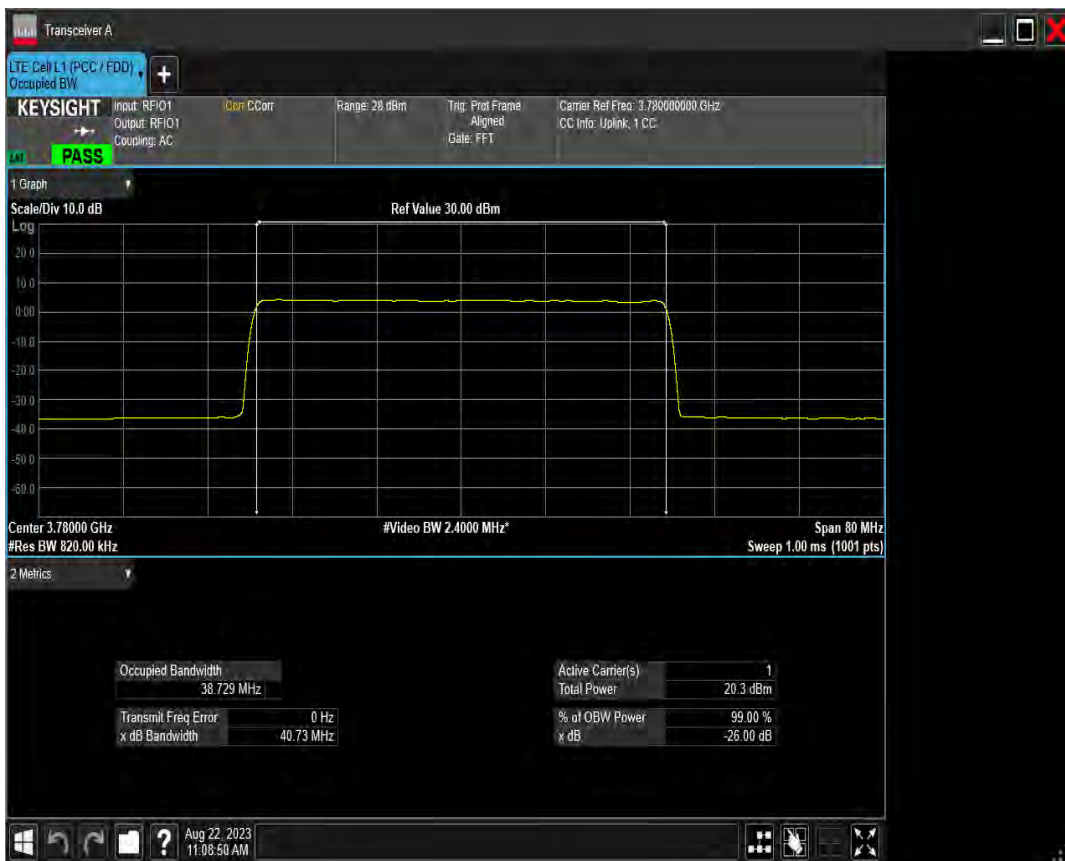 Transceiver A
LTE Cell L1 (PCC / FDD)
Occupied BW
KEYSIGHT
PASS
Input: RFIO1
Output: RFIO1
Coupling: AC
Corr CCorr
Range: 28 dBm
Trig: Prot Frame
Aligned
Gate: FFT
Carrier Ref Freq: 3.780000000 GHz
CC Info: Uplink, 1 CC
1 Graph
Scale/Div 10.0 dB
Ref Value 30.00 dBm
Log
20.0
10.0
0.00
-10.0
-20.0
-30.0
-40.0
-50.0
-60.0
Center 3.78000 GHz
#Video BW 2.4000 MHz*
Span 80 MHz
#Res BW 820.00 kHz
Sweep 1.00 ms (1001 pts)
2 Metrics
Occupied Bandwidth
38.729 MHz
Transmit Freq Error 0 Hz
x dB Bandwidth 40.73 MHz
Active Carrier(s) 1
Total Power 20.3 dBm
% of OBW Power 99.00 %
x dB -26.00 dB
?
Aug 22, 2023
11:08:50 AM